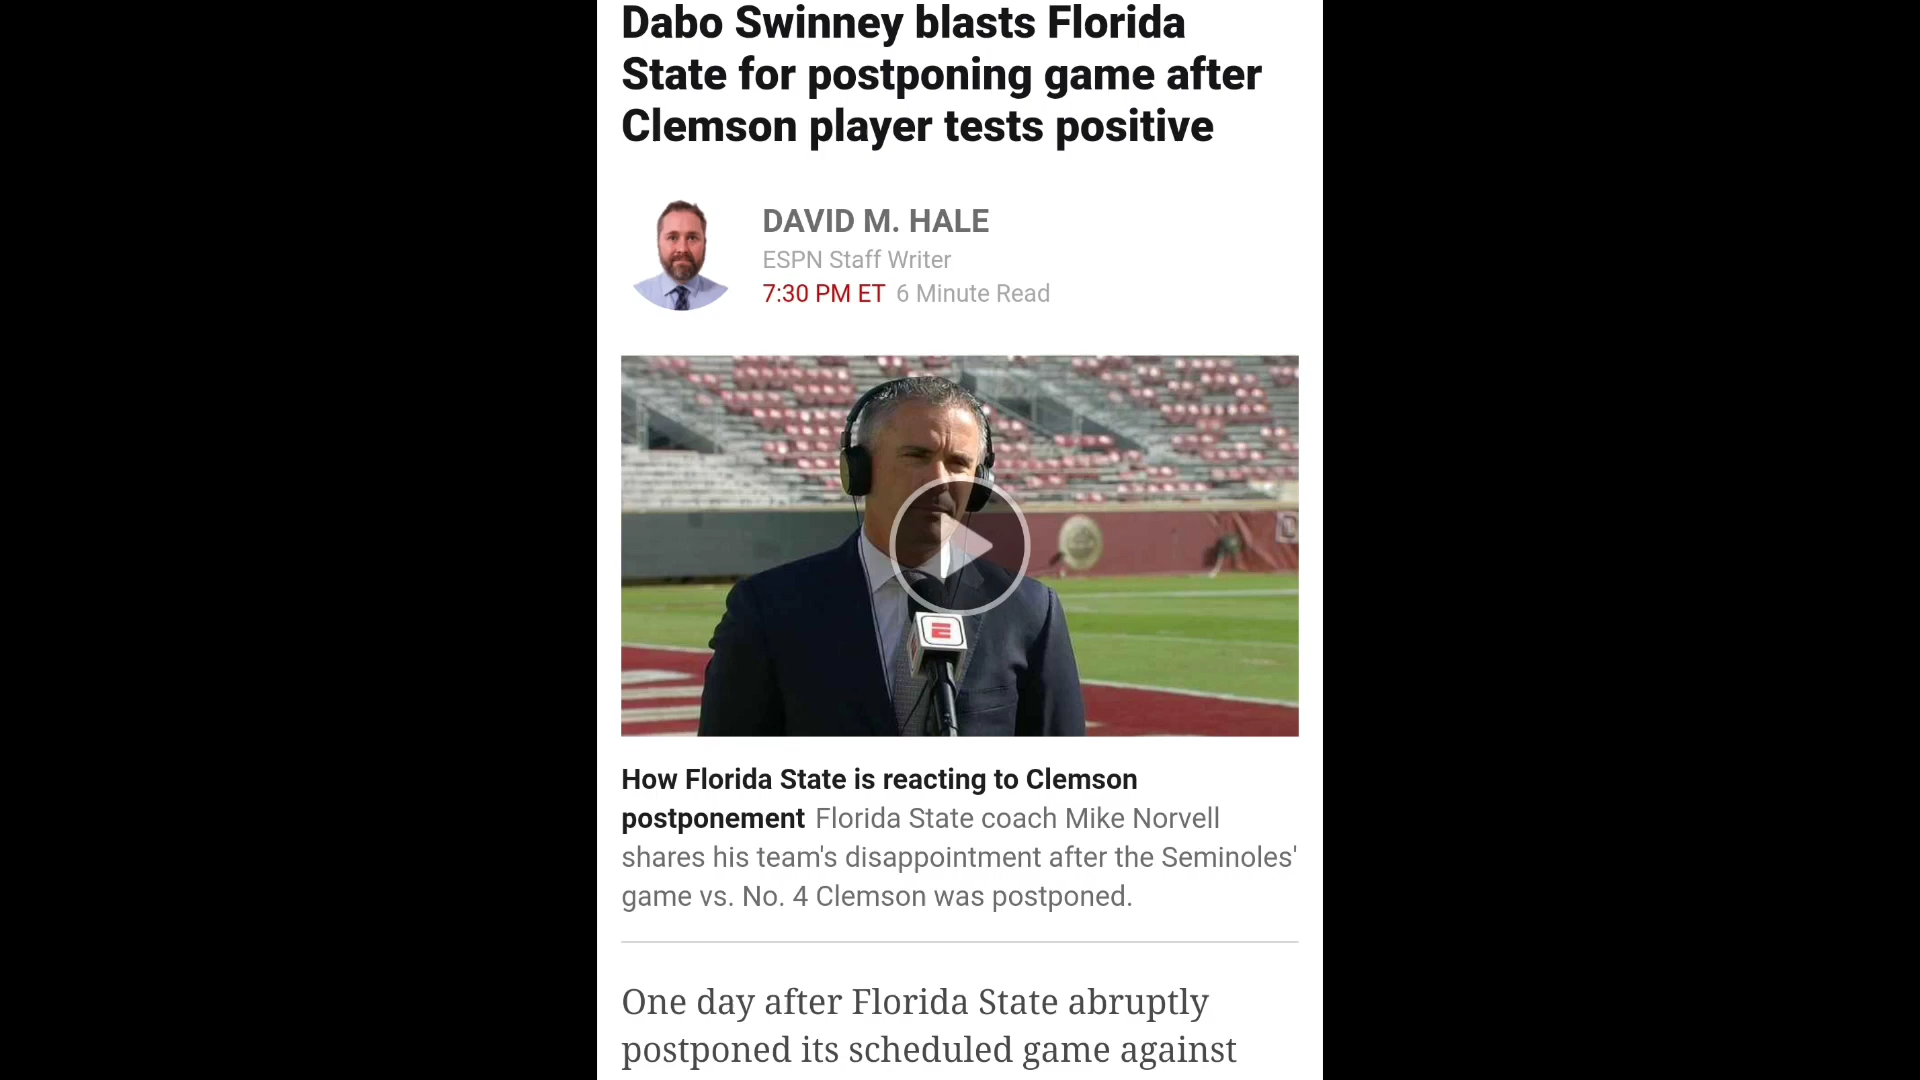 Dabo Swinney blasts Florida
State for postponing game after
Clemson player tests positive
DAVID M. HALE
ESPN Staff Writer
7:30 PM ET 6 Minute Read
How Florida State is reacting to Clemson
postponement Florida State coach Mike Norvell
shares his team's disappointment after the Seminoles'
game vs. No. 4 Clemson was postponed.
One day after Florida State abruptly
postponed its scheduled game against